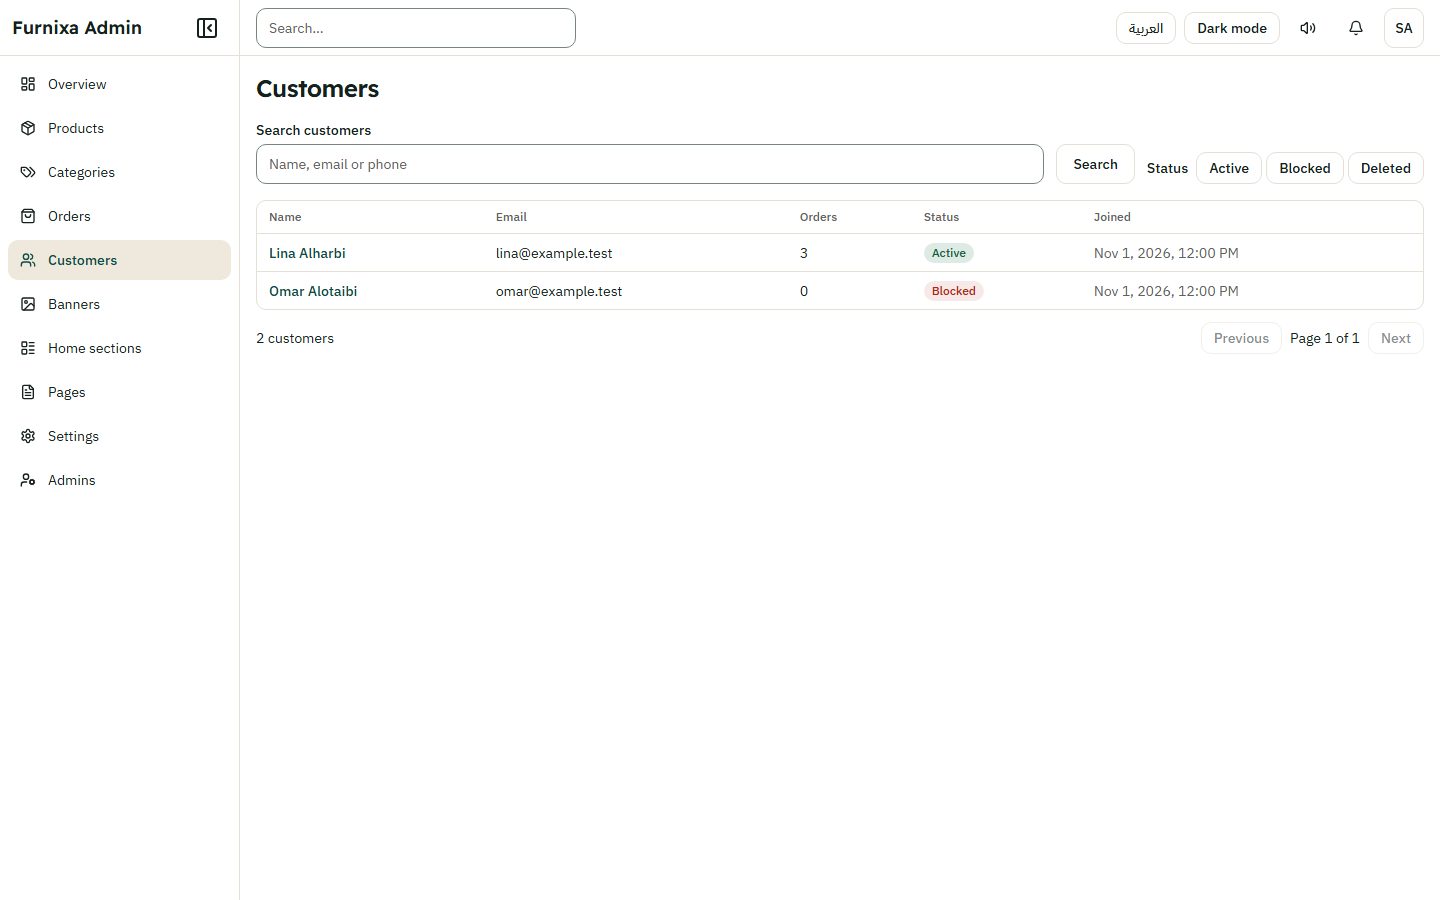 Furnixa Admin
Search...
العربية
Dark mode
SA
Overview
Products
Categories
Orders
Customers
Banners
Home sections
Pages
Settings
Admins
Customers
Search customers
Name, email or phone
Search
Status
Active
Blocked
Deleted
Name Email Orders Status Joined
Lina Alharbi lina@example.test 3 Active Nov 1, 2026, 12:00 PM
Omar Alotaibi omar@example.test 0 Blocked Nov 1, 2026, 12:00 PM
2 customers
Previous
Page 1 of 1
Next